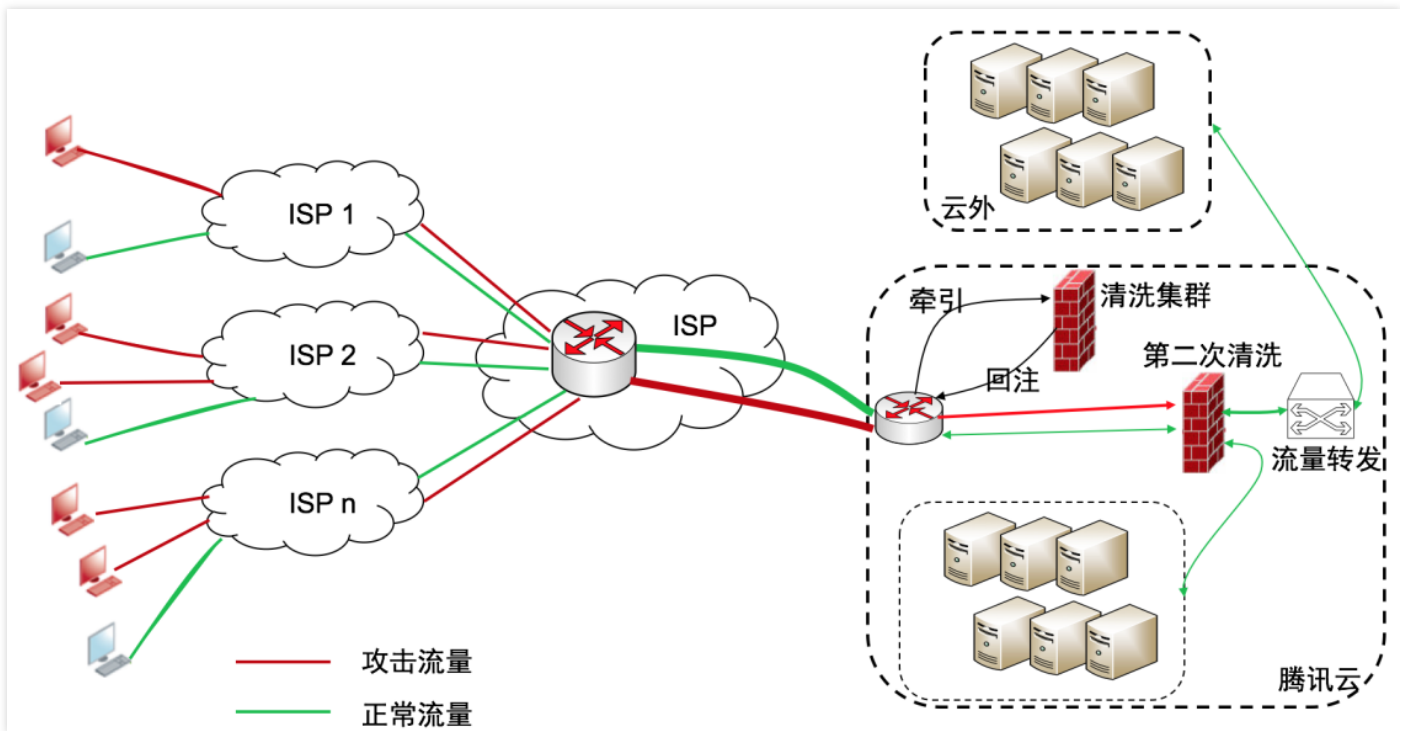 云外
ISP 1
牵引
清洗集群
ISP
ISP 2
第二次清洗
回注
流量转发
ISP n
攻击流量
腾讯云
正常流量